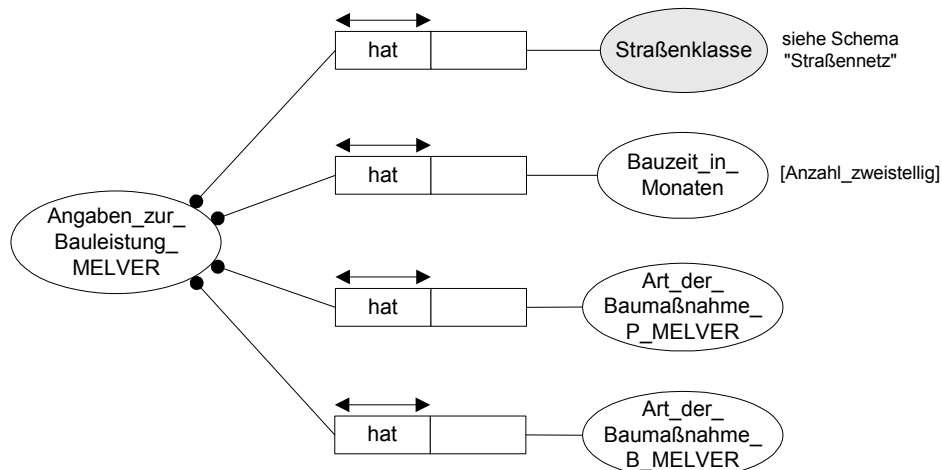 hat
Straßenklasse
siehe Schema
"Straßennetz"
hat
Bauzeit_in_
Monaten
[Anzahl_zweistellig]
Angaben_zur_
Bauleistung_
MELVER
hat
Art_der_
Baumaßnahme_
P_MELVER
hat
Art_der_
Baumaßnahme_
B_MELVER